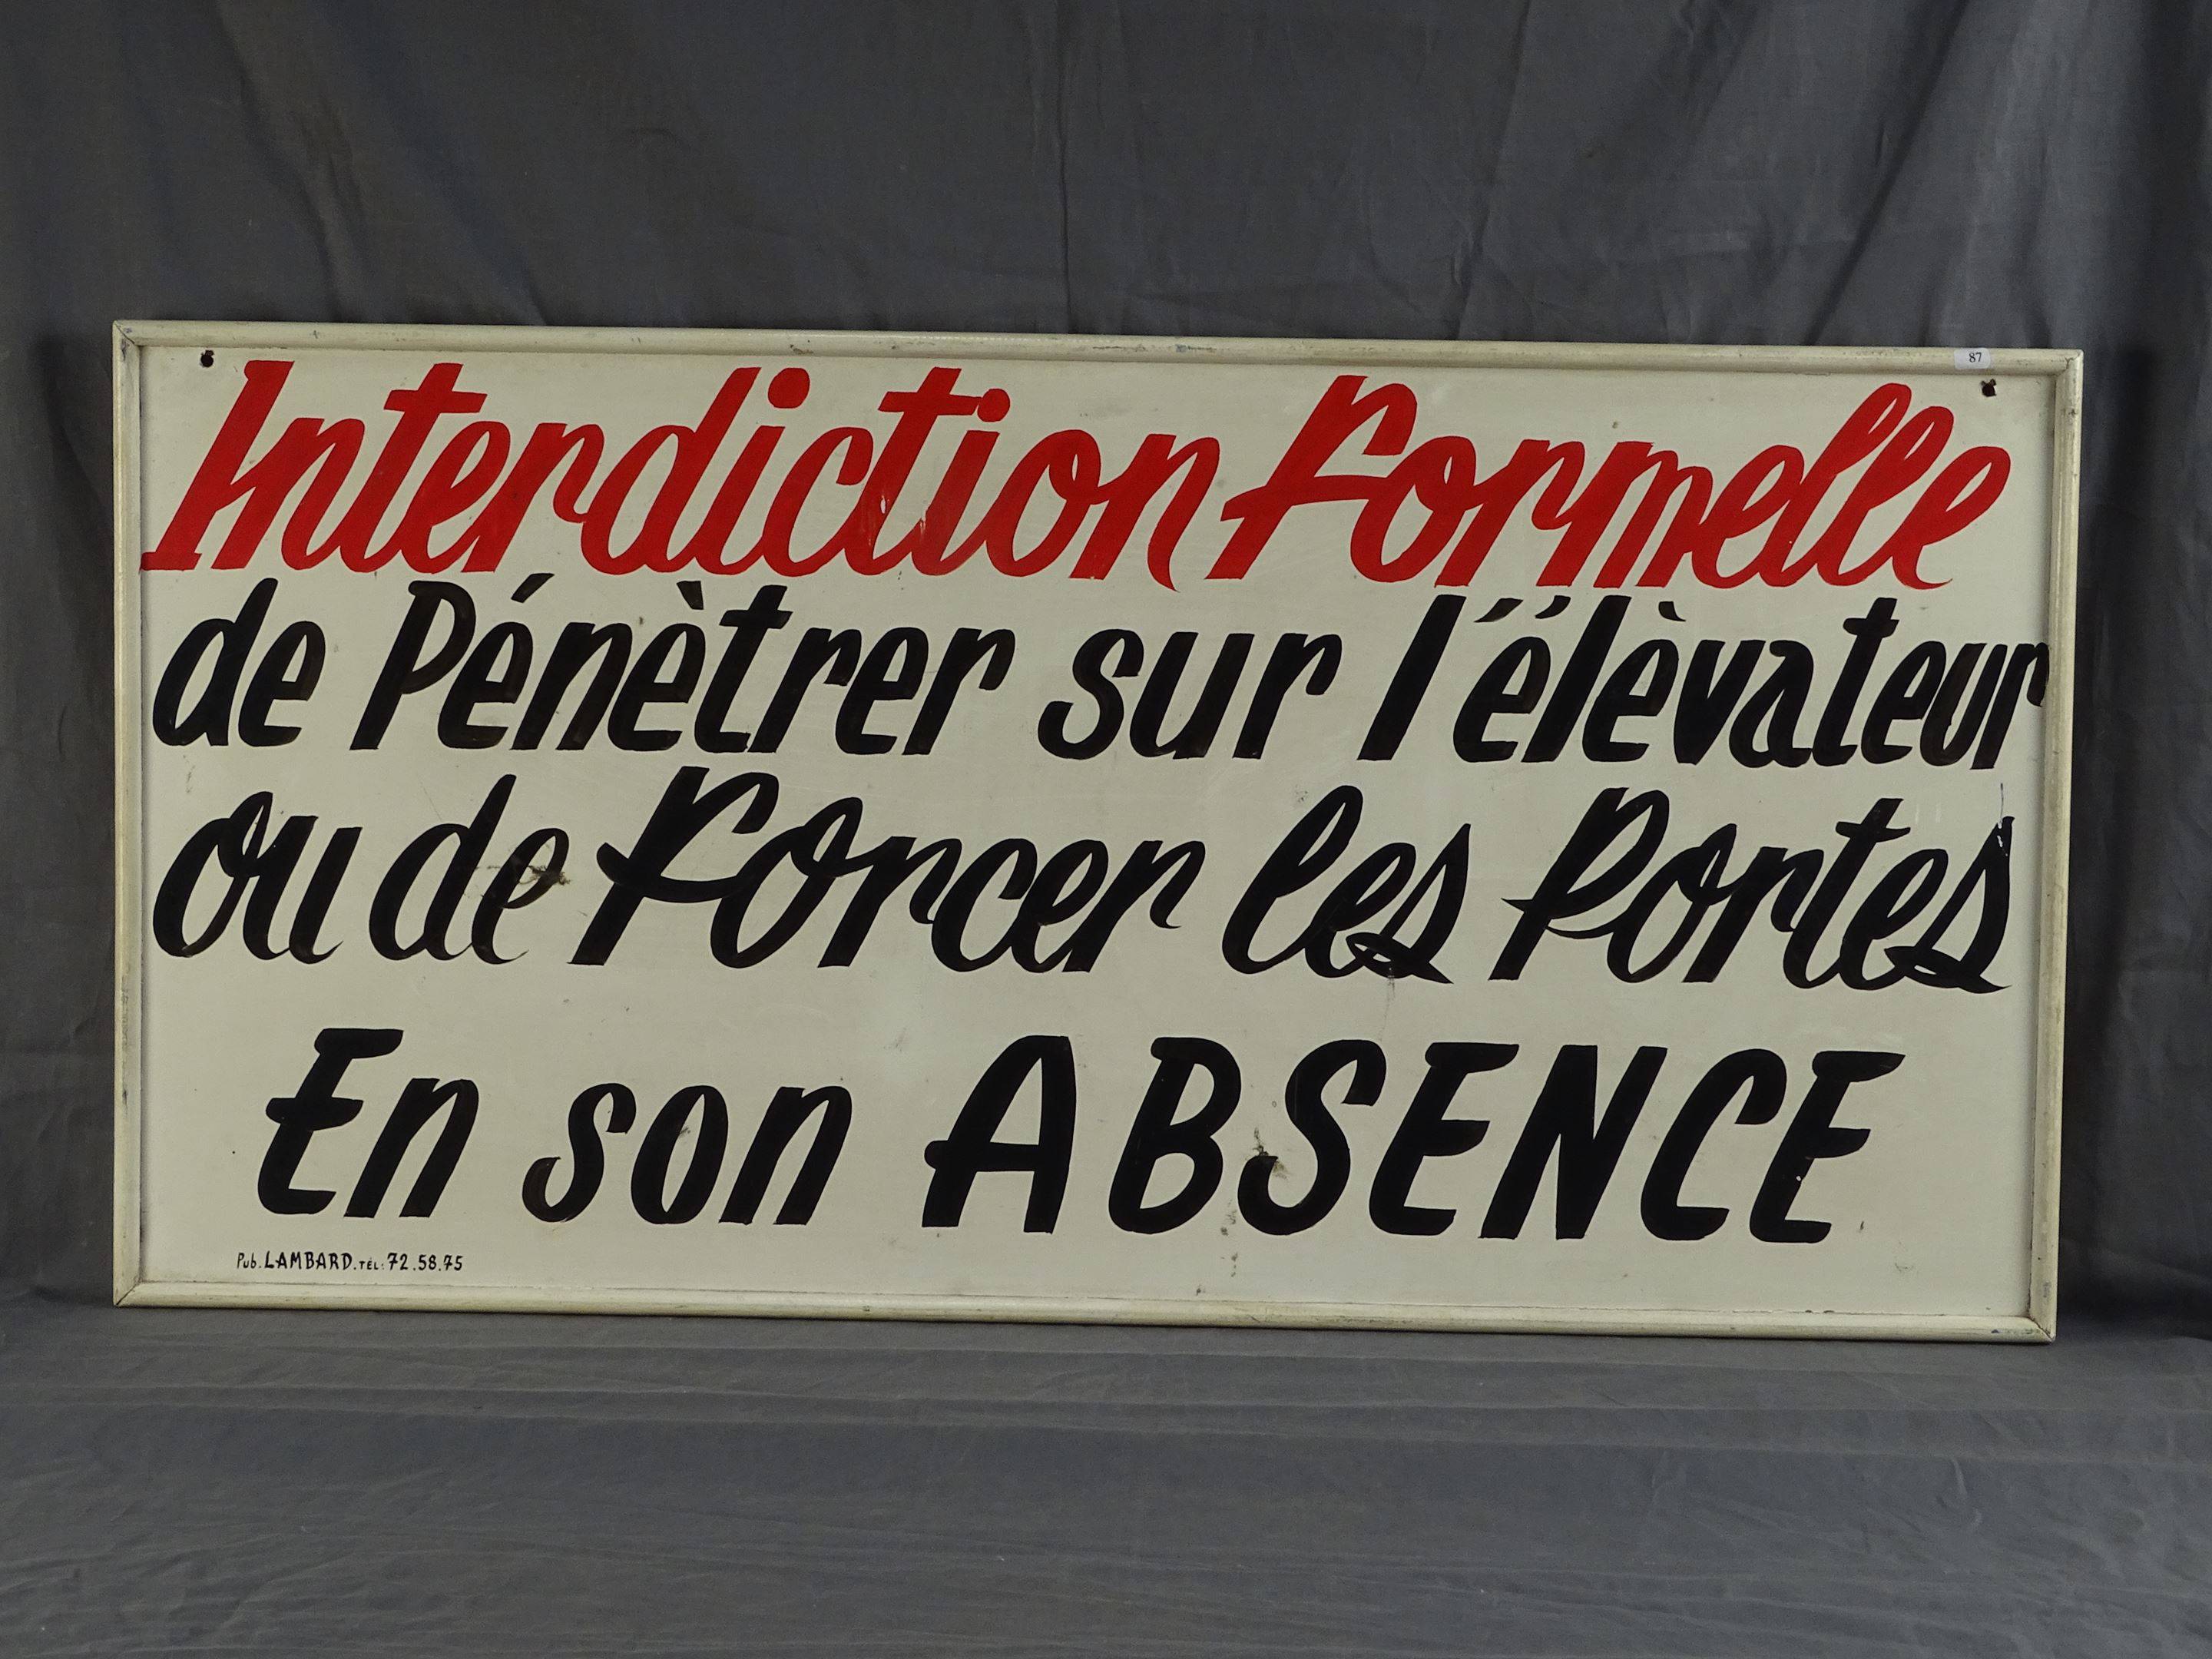 87
Interdiction Formelle
de Pénètrer sur l'élèvateur
ou de Forcer les Portes
En son ABSENCE
Pub. LAMBARD. TÉL: 72.58.75